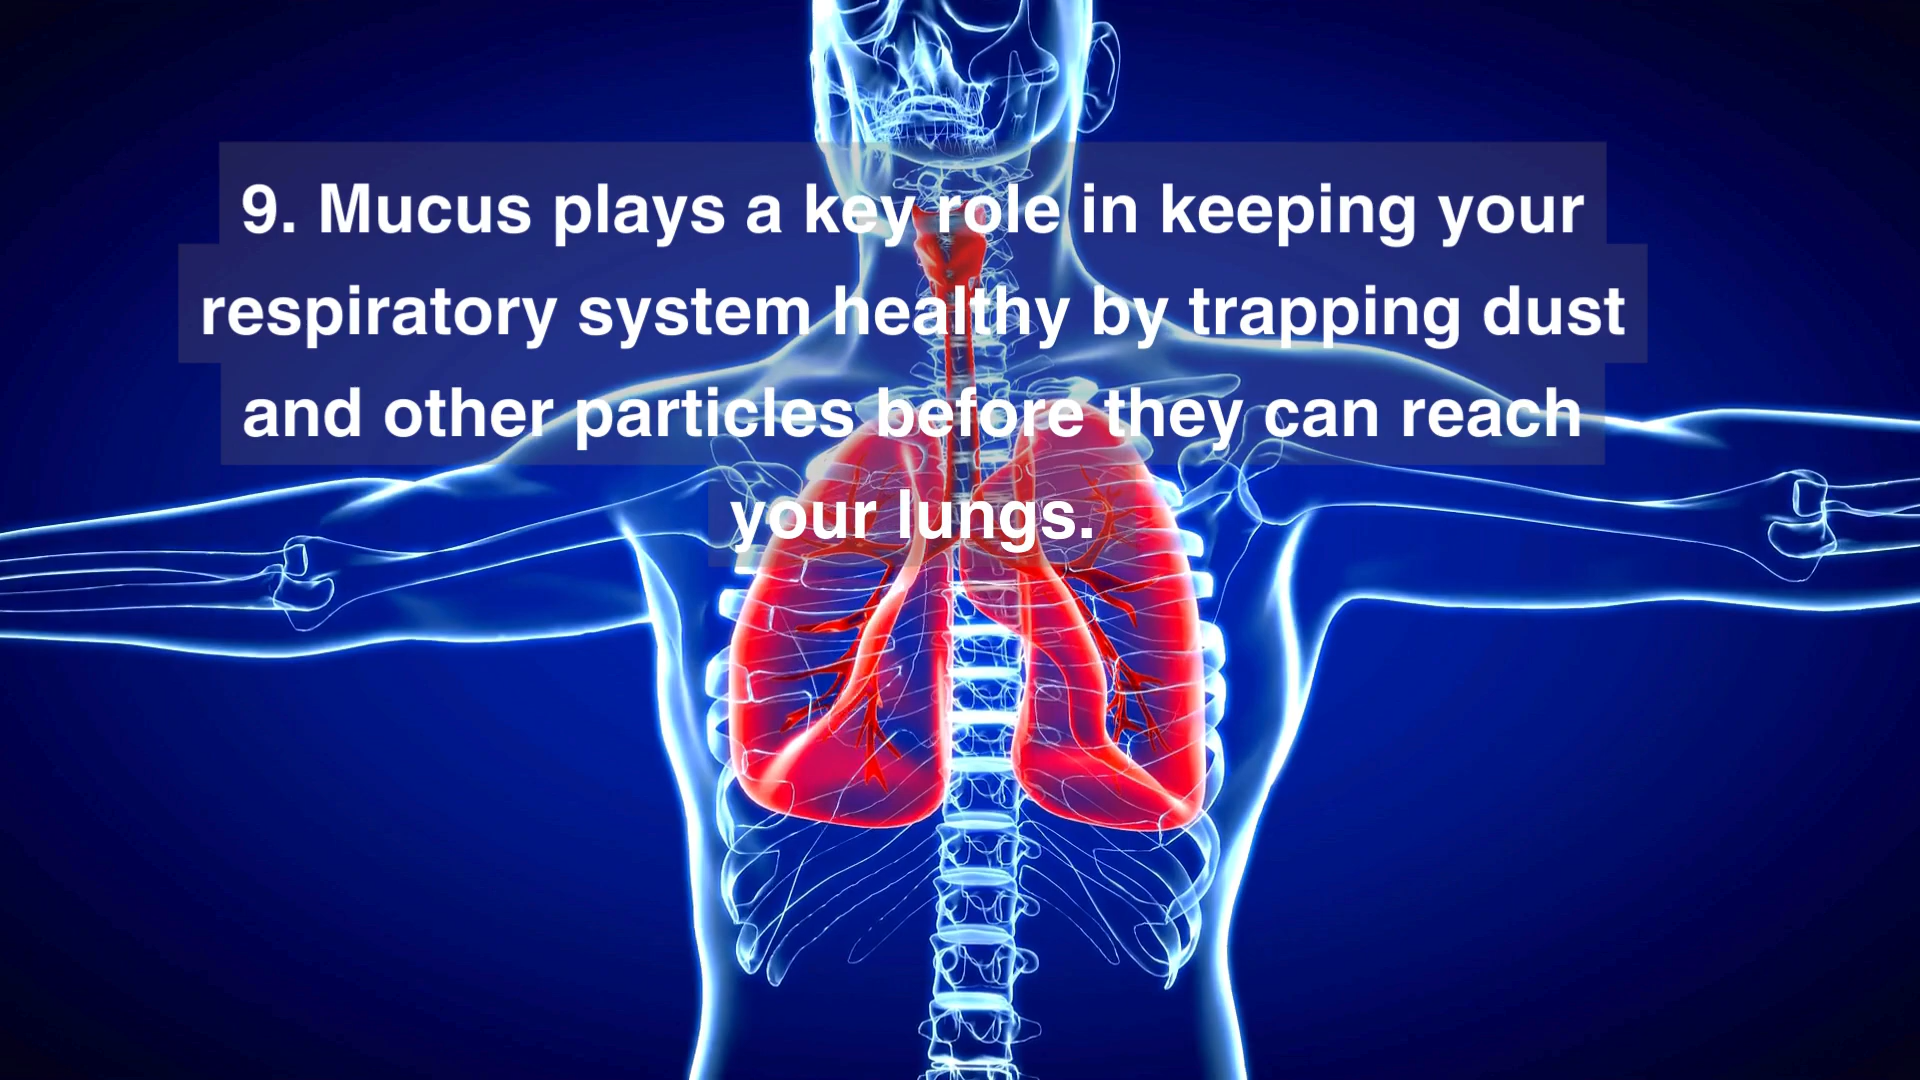 9. Mucus plays a key role in keeping your
respiratory system healthy by trapping dust
and other particles before they can reach
your lungs.